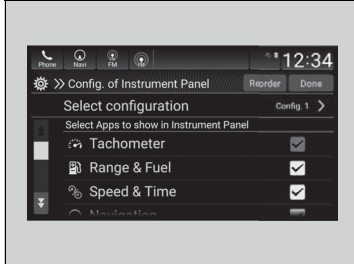 Phone Navi FM
12:34
Config. of Instrument Panel Reorder Done
Select configuration Config. 1
Select Apps to show in Instrument Panel
Tachometer
Range & Fuel
Speed & Time
Navigation